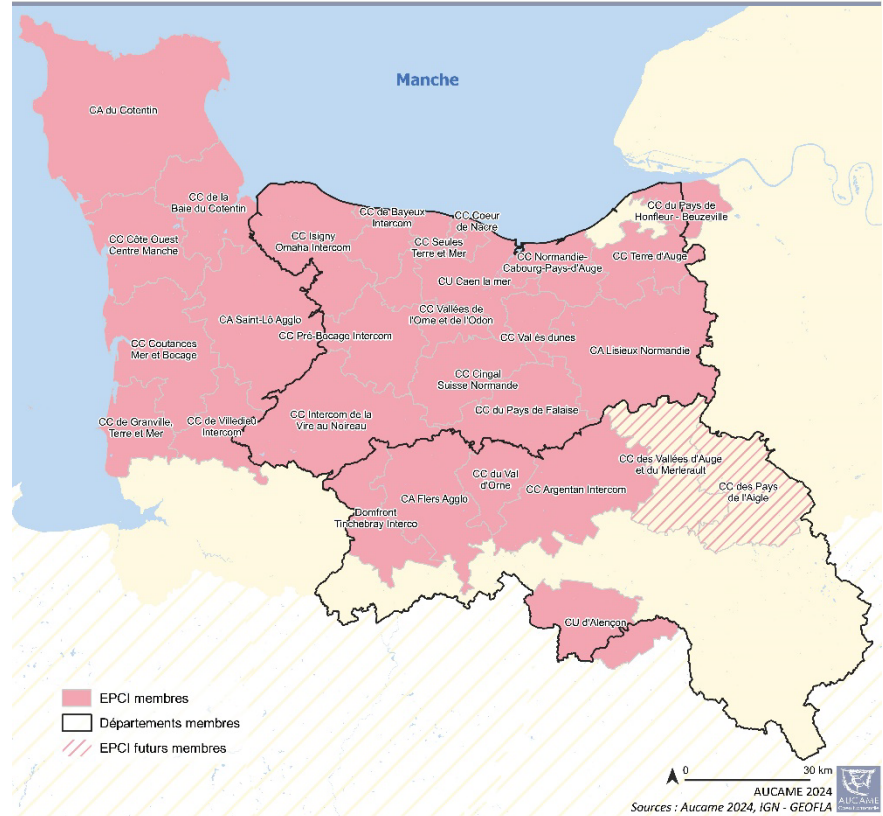 Manche
CA du Cotentin
CC de la
Baie du Cotentin
CC Côte Ouest
Centre Manche
CA Saint-Lô Agglo
CC Coutances
Mer et Bocage
CC de Granville,
Terre et Mer
CC de Villedieu
Intercom
CC Isigny
Omaha Intercom
CC de Bayeux
Intercom
CC Seules
Terre et Mer
CC Coeur
de Nacre
CU Caen la mer
CC Normandie-
Cabourg-Pays-d'Auge
CC du Pays de
Honfleur - Beuzeville
CC Terre d'Auge
CC Vallées de
l'Orne et de l'Odon
CC Pré-Bocage Intercom
CC Val ès dunes
CA Lisieux Normandie
CC Cingal
Suisse Normande
CC Intercom de la
Vire au Noireau
CC du Pays de Falaise
CC des Vallées d'Auge
et du Merlerault
CC des Pays
de l'Aigle
CC du Val
d'Orne
CC Argentan Intercom
CA Flers Agglo
Domfront
Tinchebray Interco
CU d'Alençon
EPCI membres
Départements membres
EPCI futurs membres
0 30 km
AUCAME 2024
Sources : Aucame 2024, IGN - GEOFLA
AUCAME